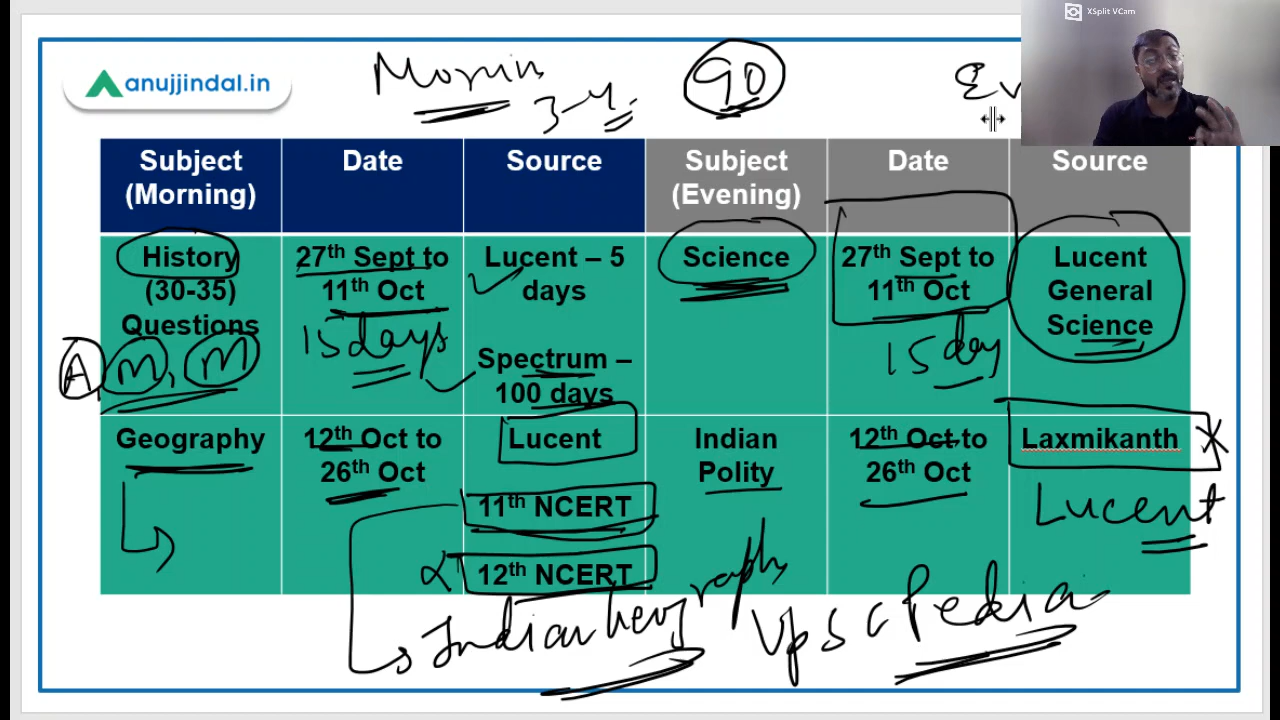 XSplit VCam
anujjindal.in
Mornin
3-4
90
Ev
Subject
(Morning)
Date
Source
Subject
(Evening)
Date
Source
History
(30-35)
Questions
A, M, M
27th Sept to
11th Oct
15 days
Lucent – 5
days
Spectrum –
100 days
Science
27th Sept to
11th Oct
15 day
Lucent
General
Science
Geography
12th Oct to
26th Oct
Lucent
11th NCERT
12th NCERT
Indian
Polity
12th Oct to
26th Oct
Laxmikanth
Lucent
Indian Geography
Upsc Pedia